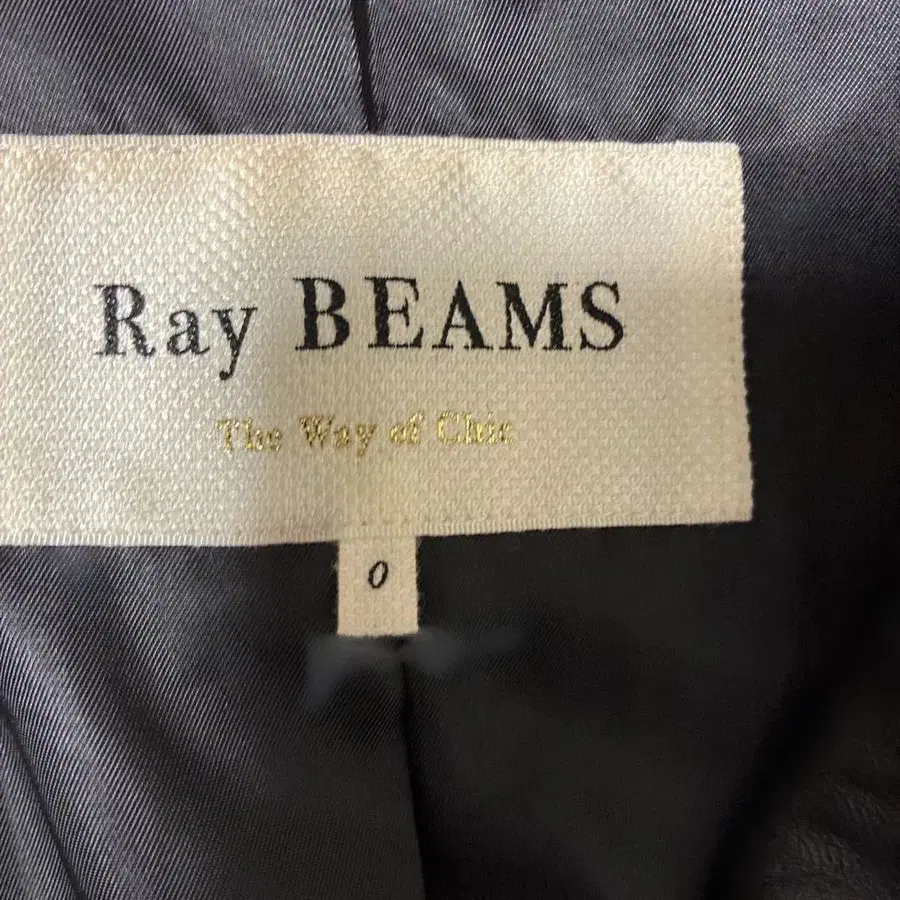 Ray BEAMS
The Way of Chic
0